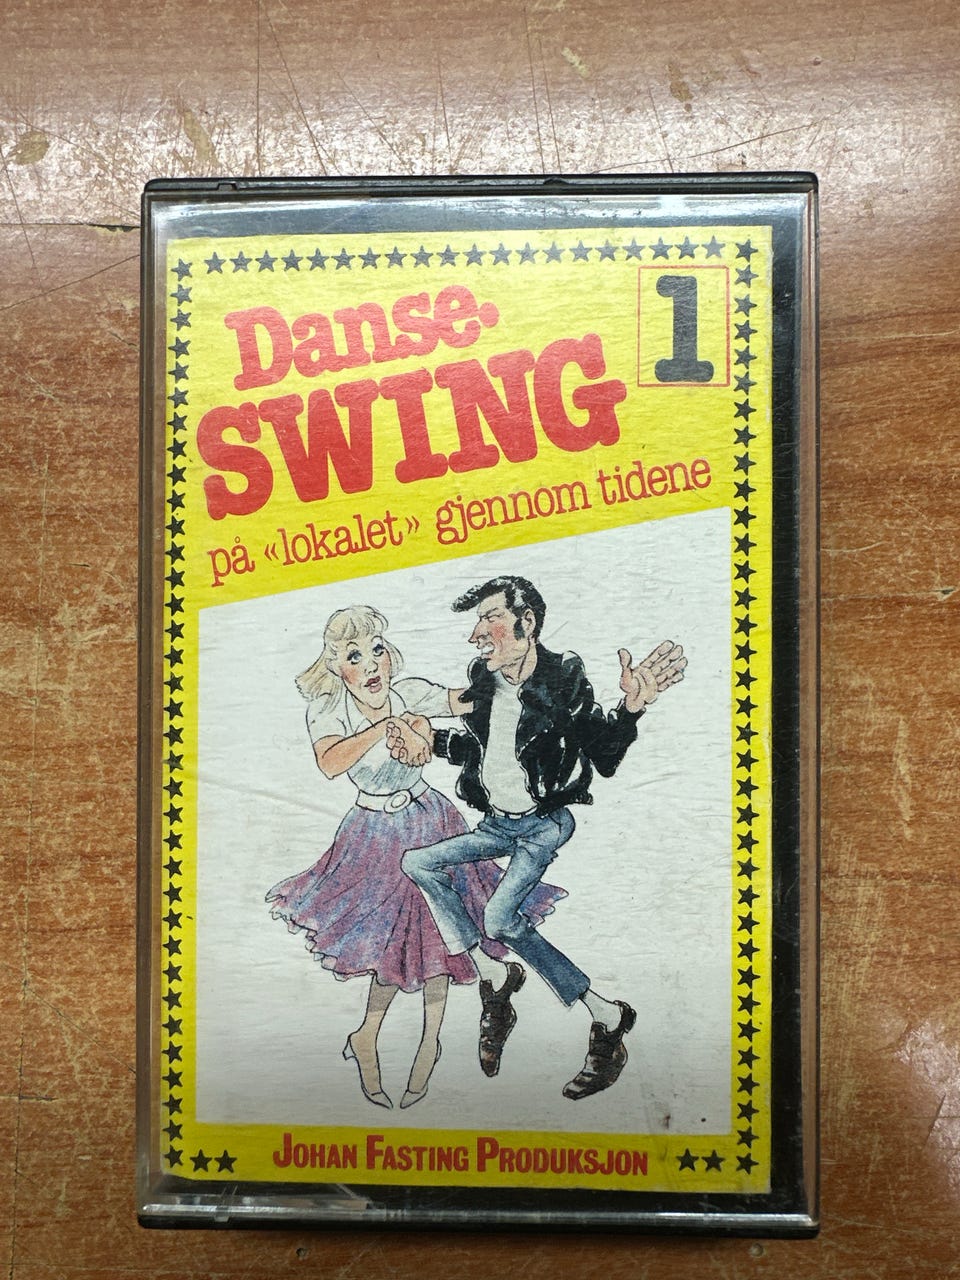 Danse-
SWING
1
på «lokalet» gjennom tidene
JOHAN FASTING PRODUKSJON